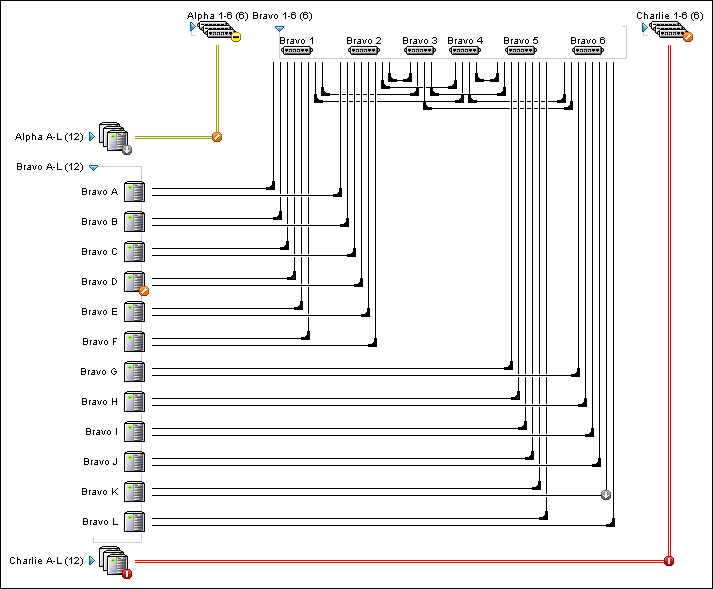 Alpha 1-6 (6) Bravo 1-6 (6) Charlie 1-6 (6)
Bravo 1 Bravo 2 Bravo 3 Bravo 4 Bravo 5 Bravo 6
Alpha A-L (12)
Bravo A-L (12)
Bravo A
Bravo B
Bravo C
Bravo D
Bravo E
Bravo F
Bravo G
Bravo H
Bravo I
Bravo J
Bravo K
Bravo L
Charlie A-L (12)